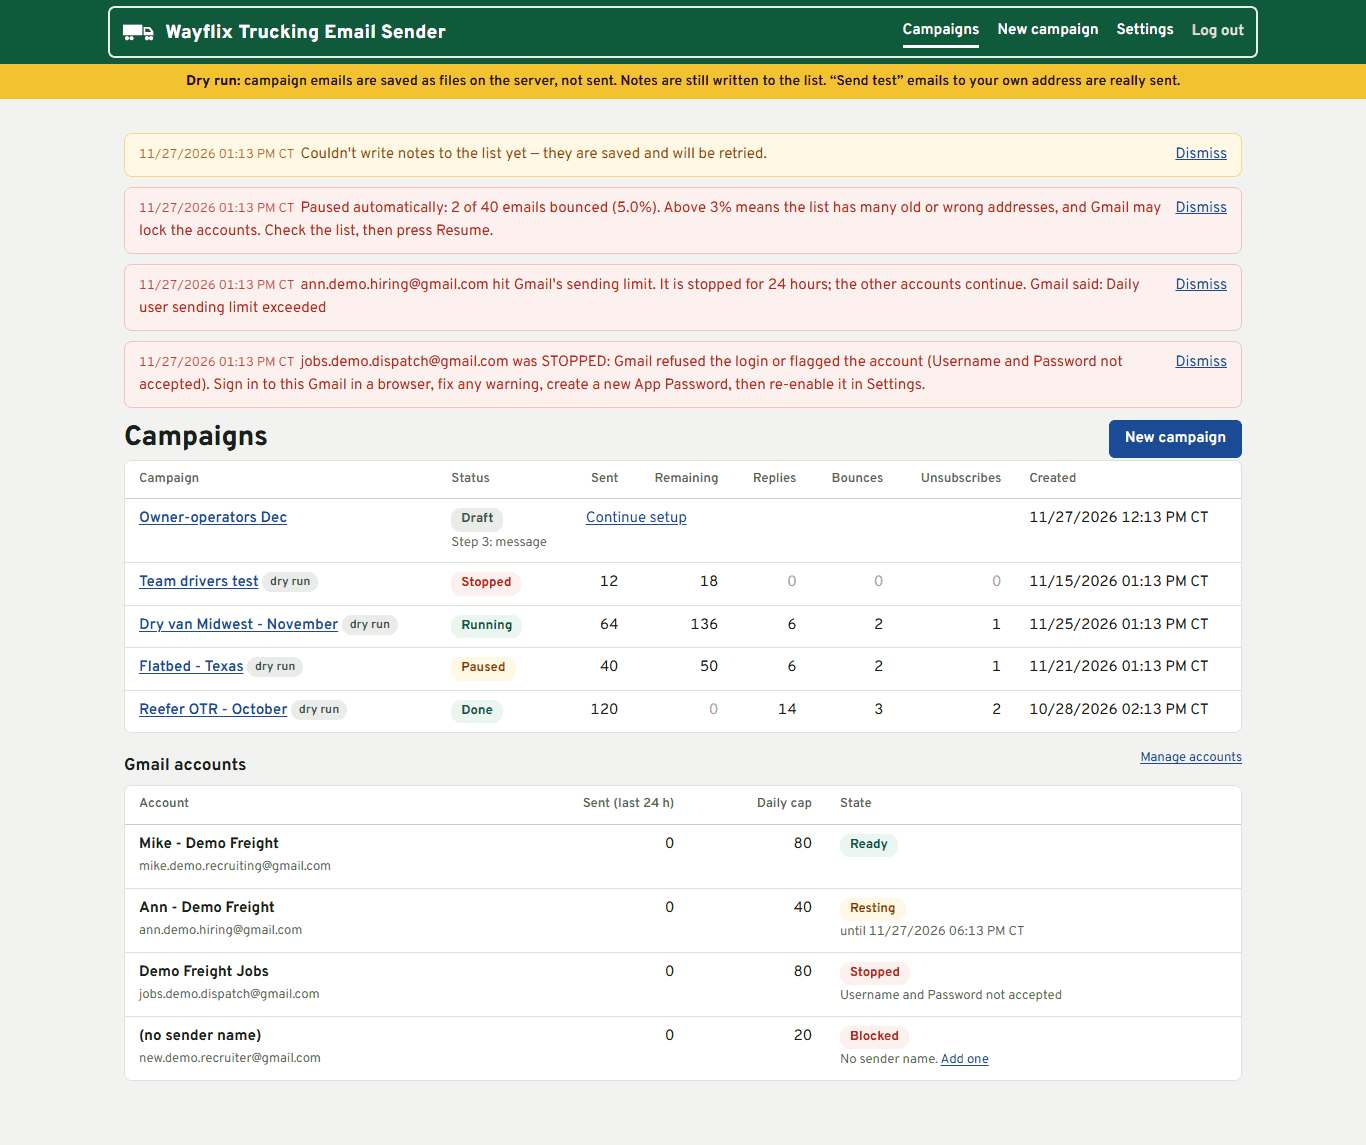 Wayflix Trucking Email Sender
Campaigns New campaign Settings Log out
Dry run: campaign emails are saved as files on the server, not sent. Notes are still written to the list. “Send test” emails to your own address are really sent.
11/27/2026 01:13 PM CT Couldn't write notes to the list yet — they are saved and will be retried. Dismiss
11/27/2026 01:13 PM CT Paused automatically: 2 of 40 emails bounced (5.0%). Above 3% means the list has many old or wrong addresses, and Gmail may Dismiss
lock the accounts. Check the list, then press Resume.
11/27/2026 01:13 PM CT ann.demo.hiring@gmail.com hit Gmail's sending limit. It is stopped for 24 hours; the other accounts continue. Gmail said: Daily Dismiss
user sending limit exceeded
11/27/2026 01:13 PM CT jobs.demo.dispatch@gmail.com was STOPPED: Gmail refused the login or flagged the account (Username and Password not Dismiss
accepted). Sign in to this Gmail in a browser, fix any warning, create a new App Password, then re-enable it in Settings.
Campaigns New campaign
Campaign Status Sent Remaining Replies Bounces Unsubscribes Created
Owner-operators Dec Draft Continue setup 11/27/2026 12:13 PM CT
Step 3: message
Team drivers test dry run Stopped 12 18 0 0 0 11/15/2026 01:13 PM CT
Dry van Midwest - November dry run Running 64 136 6 2 1 11/25/2026 01:13 PM CT
Flatbed - Texas dry run Paused 40 50 6 2 1 11/21/2026 01:13 PM CT
Reefer OTR - October dry run Done 120 0 14 3 2 10/28/2026 02:13 PM CT
Gmail accounts Manage accounts
Account Sent (last 24 h) Daily cap State
Mike - Demo Freight 0 80 Ready
mike.demo.recruiting@gmail.com
Ann - Demo Freight 0 40 Resting
ann.demo.hiring@gmail.com until 11/27/2026 06:13 PM CT
Demo Freight Jobs 0 80 Stopped
jobs.demo.dispatch@gmail.com Username and Password not accepted
(no sender name) 0 20 Blocked
new.demo.recruiter@gmail.com No sender name. Add one